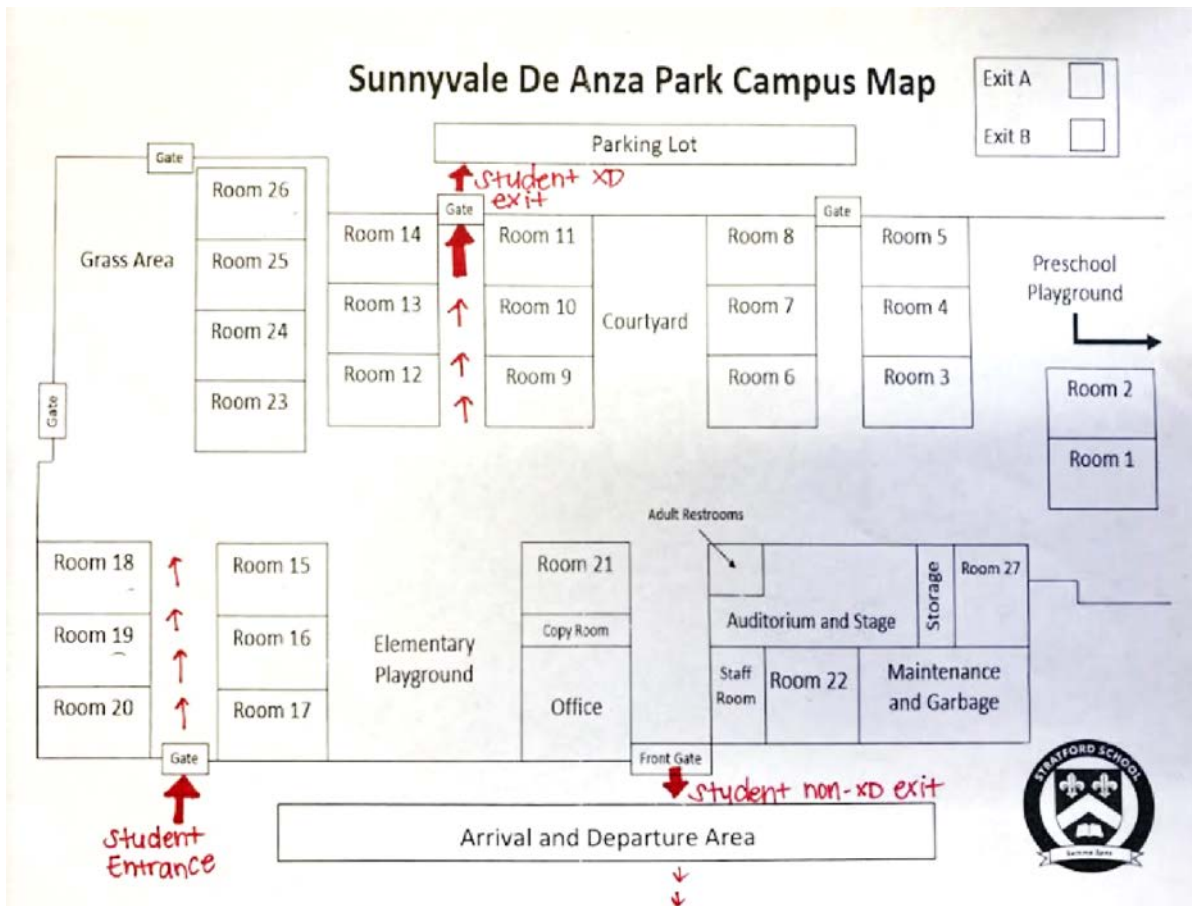 Sunnyvale De Anza Park Campus Map
Exit A
Exit B
Parking Lot
Student XD
exit
Gate
Gate
Gate
Room 26
Room 25
Room 24
Room 23
Grass Area
Gate
Room 14
Room 13
Room 12
Room 11
Room 10
Room 9
Courtyard
Room 8
Room 7
Room 6
Room 5
Room 4
Room 3
Preschool
Playground
Room 2
Room 1
Adult Restrooms
Room 18
Room 19
Room 20
Room 15
Room 16
Room 17
Elementary
Playground
Room 21
Copy Room
Office
Auditorium and Stage
Storage
Room 27
Staff
Room
Room 22
Maintenance
and Garbage
Gate
Front Gate
Student non-XD exit
Student
Entrance
Arrival and Departure Area
STRATFORD SCHOOL